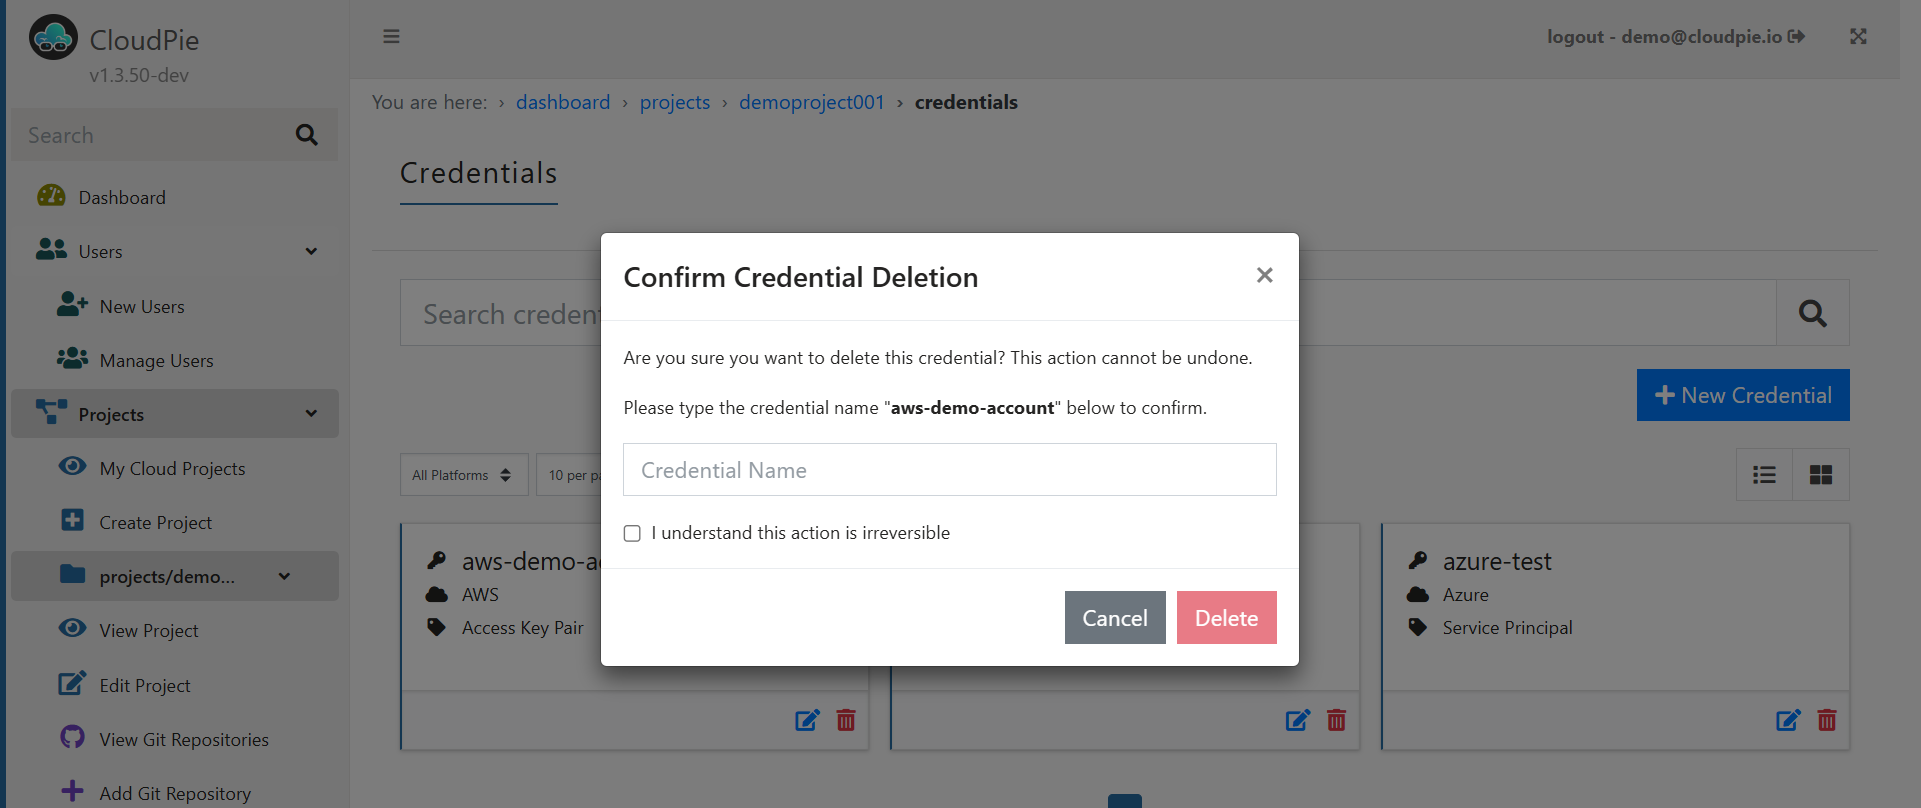 CloudPie
v1.3.50-dev
Search
Dashboard
Users
New Users
Manage Users
Projects
My Cloud Projects
Create Project
projects/demo...
View Project
Edit Project
View Git Repositories
Add Git Repository
logout - demo@cloudpie.io
You are here: › dashboard › projects › demoproject001 › credentials
Credentials
Search
New Credential
All Platforms
10 per
AWS
Access Key Pair
azure-test
Azure
Service Principal
Confirm Credential Deletion
×
Are you sure you want to delete this credential? This action cannot be undone.
Please type the credential name "aws-demo-account" below to confirm.
Credential Name
I understand this action is irreversible
Cancel
Delete